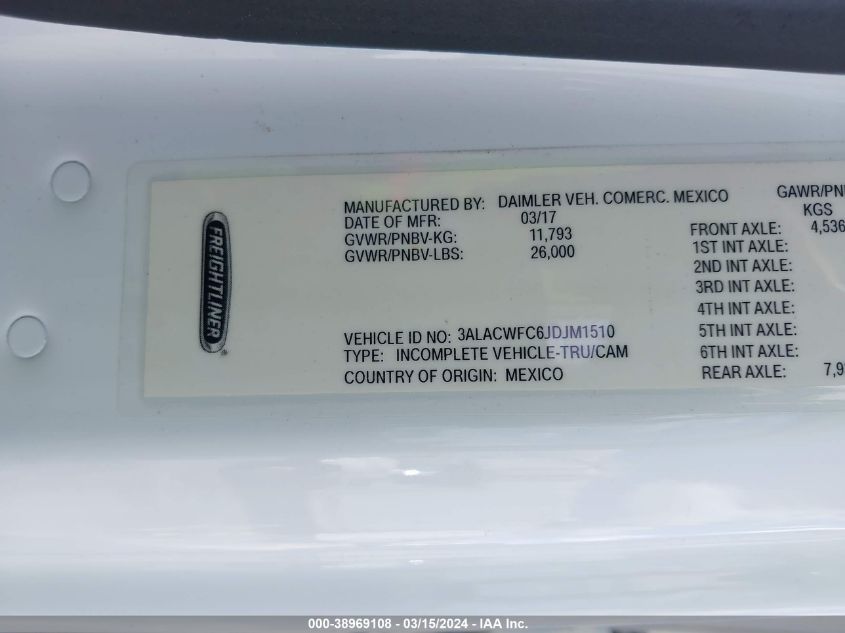 FREIGHTLINER ®
MANUFACTURED BY: DAIMLER VEH. COMERC. MEXICO
DATE OF MFR: 03/17
GVWR/PNBV-KG: 11,793
GVWR/PNBV-LBS: 26,000
VEHICLE ID NO: 3ALACWFC6JDJM1510
TYPE: INCOMPLETE VEHICLE-TRU/CAM
COUNTRY OF ORIGIN: MEXICO
KGS
FRONT AXLE: 4,536
1ST INT AXLE:
2ND INT AXLE:
3RD INT AXLE:
4TH INT AXLE:
5TH INT AXLE:
6TH INT AXLE:
REAR AXLE:
000-38969108 - 03/15/2024 - IAA Inc.